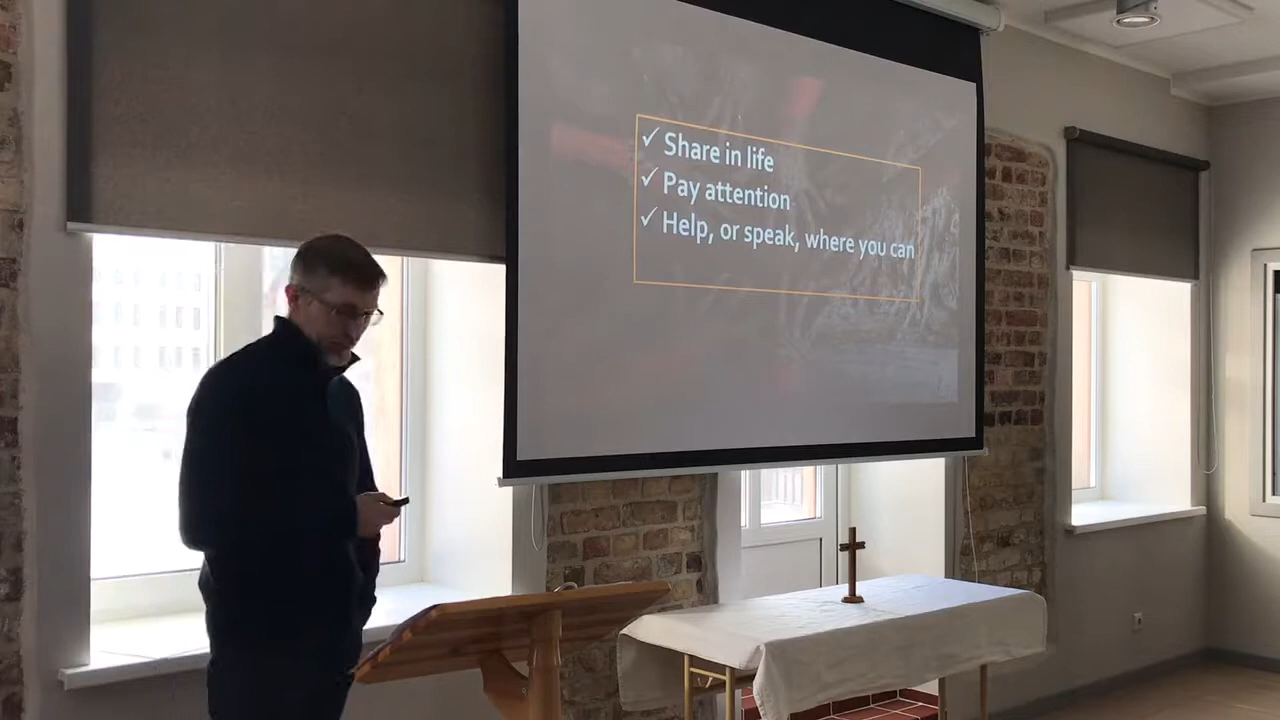 ✓ Share in life
✓ Pay attention
✓ Help, or speak, where you can